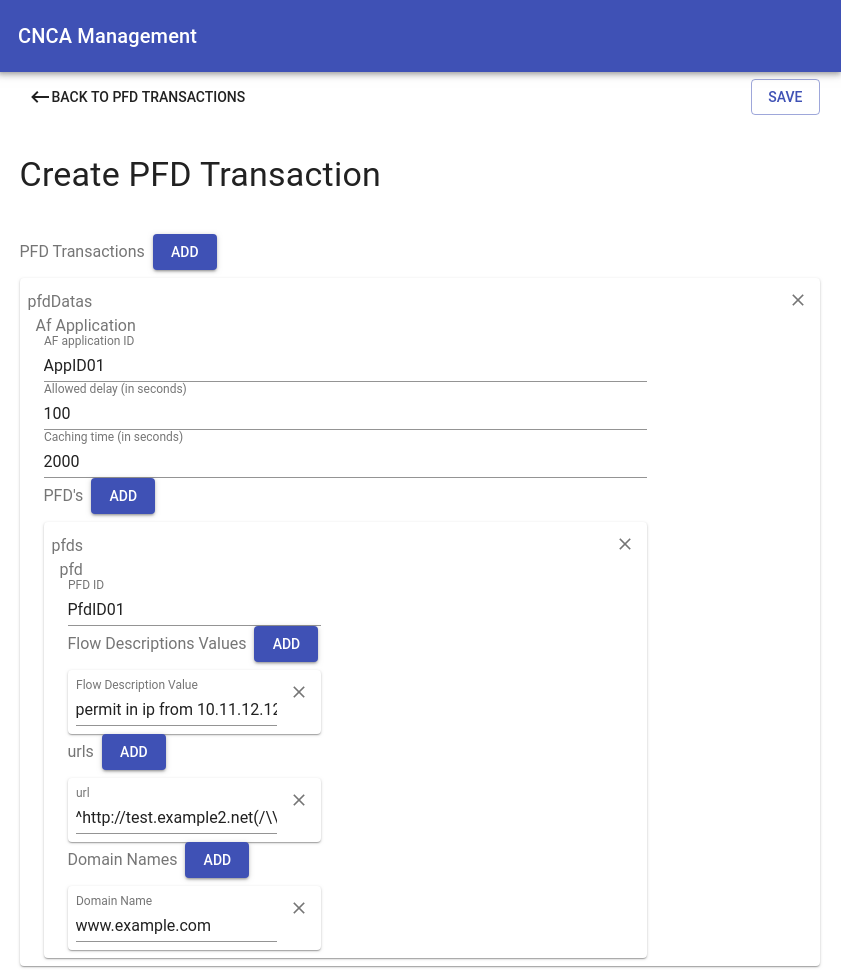 CNCA Management
BACK TO PFD TRANSACTIONS
SAVE
Create PFD Transaction
PFD Transactions ADD
pfdDatas
Af Application
AF application ID
AppID01
Allowed delay (in seconds)
100
Caching time (in seconds)
2000
PFD's ADD
pfds
pfd
PFD ID
PfdID01
Flow Descriptions Values ADD
Flow Description Value
permit in ip from 10.11.12.12
urls ADD
url
^http://test.example2.net(/\\
Domain Names ADD
Domain Name
www.example.com